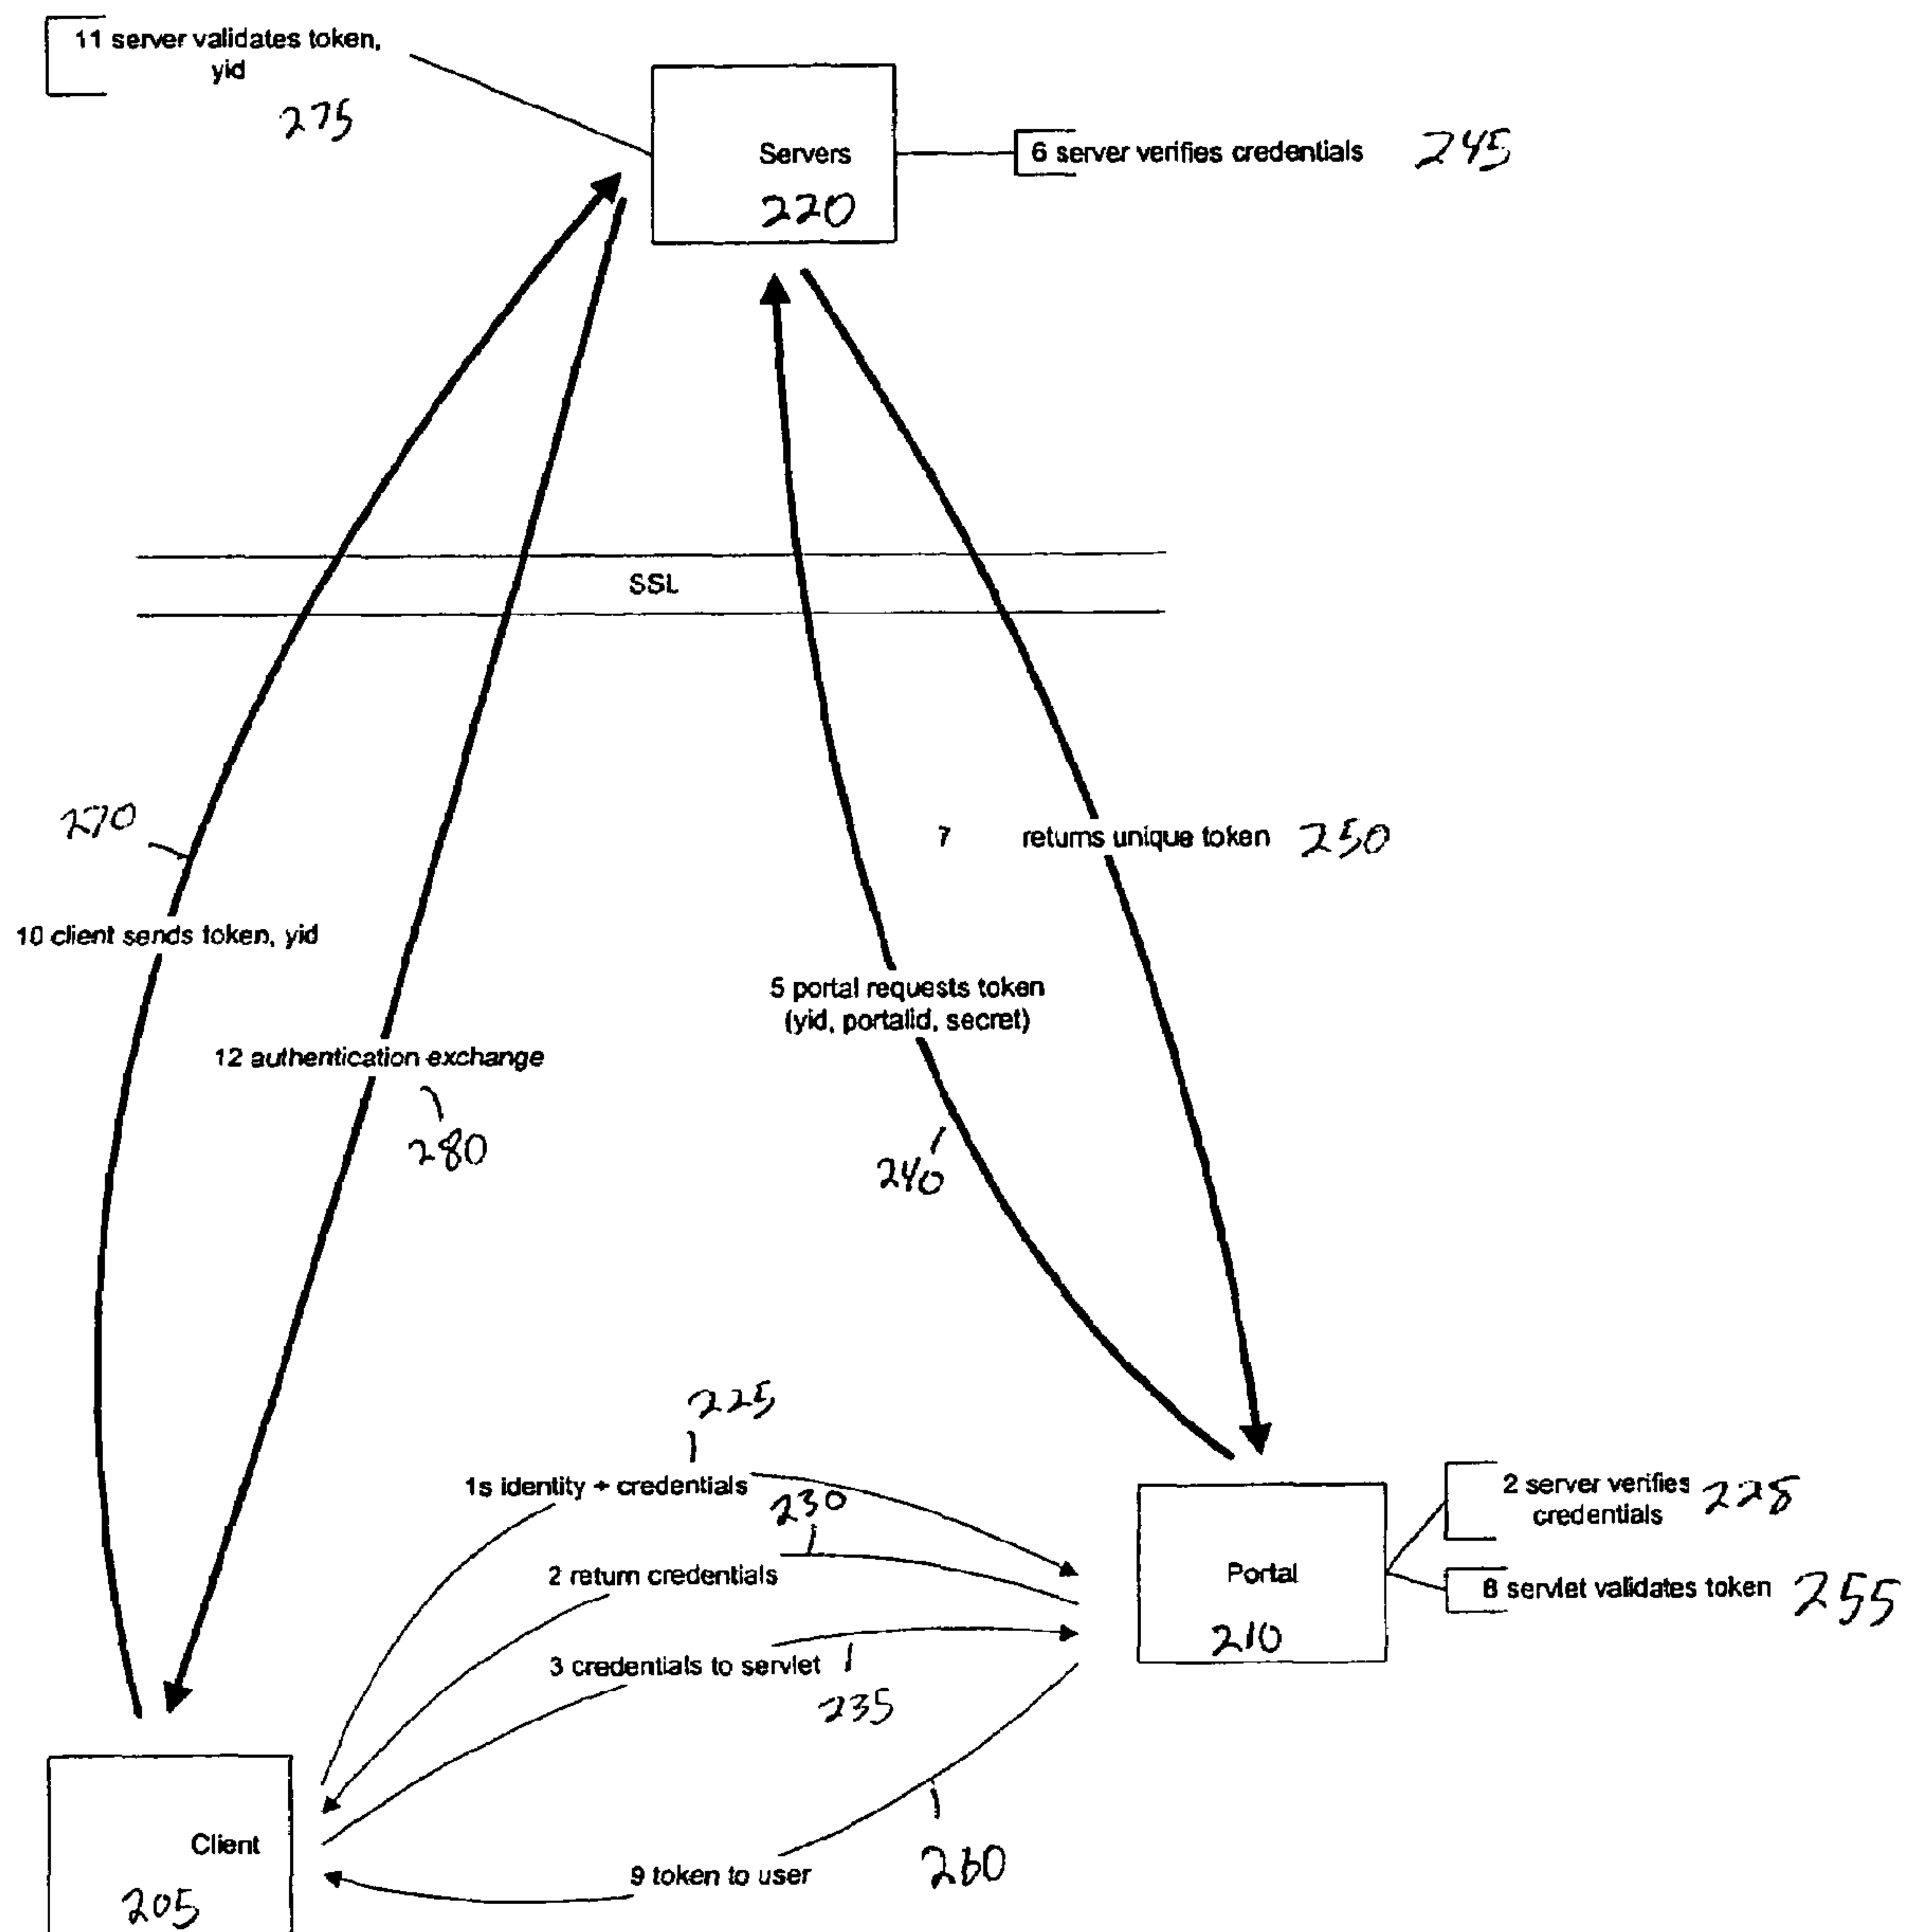 11 server validates token,
yid
275
Servers
220
6 server verifies credentials 245
SSL
270
7 returns unique token 250
10 client sends token, yid
5 portal requests token
(yid, portalid, secret)
12 authentication exchange
280
240
225
1s identity + credentials
230
2 server verifies
credentials
228
2 return credentials
Portal
210
8 servlet validates token 255
3 credentials to servlet
235
Client
205
9 token to user
260